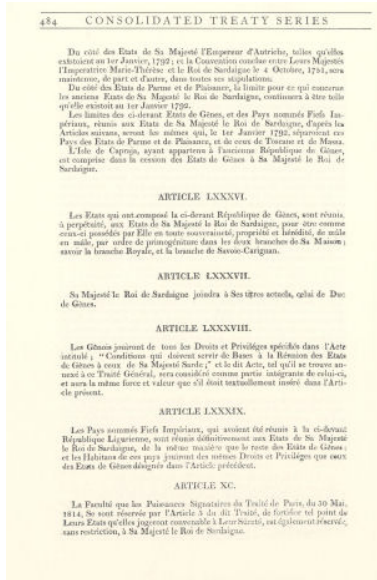 484 CONSOLIDATED TREATY SERIES
Du côté des Etats de Sa Majesté l'Empereur d'Autriche, telles qu'elles
existoient au 1er Janvier, 1792; et la Convention conclue entre Leurs Majestés
l'Imperatrice Marie-Thérèse et le Roi de Sardaigne le 4 Octobre, 1751, sera
maintenue, de part et d'autre, dans toutes ses stipulations.
Du côté des Etats de Parme et de Plaisance, la limite pour ce qui concerne
les anciens Etats de Sa Majesté le Roi de Sardaigne, continuera à être telle
qu'elle existoit au 1er Janvier 1792.
Les limites des ci-devant Etats de Gènes, et des Pays nommés Fiefs Im-
périaux, réunis aux Etats de Sa Majesté le Roi de Sardaigne, d'après les
Articles suivans, seront les mêmes qui, le 1er Janvier 1792, séparoient ces
Pays des Etats de Parme et de Plaisance, et de ceux de Toscane et de Massa.
L'Isle de Capraja, ayant appartenu à l'ancienne République de Gènes,
est comprise dans la cession des Etats de Gènes à Sa Majesté le Roi de
Sardaigne.
ARTICLE LXXXVI.
Les Etats qui ont composé la ci-devant République de Gènes, sont réunis,
à perpétuité, aux Etats de Sa Majesté le Roi de Sardaigne, pour être comme
ceux-ci possédés par Elle en toute souveraineté, propriété et hérédité, de mâle
en mâle, par ordre de primogéniture dans les deux branches de Sa Maison;
savoir la branche Royale, et la branche de Savoie-Carignan.
ARTICLE LXXXVII.
Sa Majesté le Roi de Sardaigne joindra à Ses titres actuels, celui de Duc
de Gènes.
ARTICLE LXXXVIII.
Les Génois jouiront de tous les Droits et Priviléges spécifiés dans l'Acte
intitulé; "Conditions qui doivent servir de Bases à la Réunion des Etats
de Gènes à ceux de Sa Majesté Sarde;" et le dit Acte, tel qu'il se trouve an-
nexé à ce Traité Général, sera considéré comme partie intégrante de celui-ci,
et aura la même force et valeur que s'il étoit textuellement inséré dans l'Arti-
cle présent.
ARTICLE LXXXIX.
Les Pays nommés Fiefs Impériaux, qui avoient été réunis à la ci-devant
République Ligurienne, sont réunis définitivement aux Etats de Sa Majesté
le Roi de Sardaigne, de la même manière que le reste des Etats de Gènes;
et les Habitans de ces pays jouiront des mêmes Droits et Priviléges que ceux
des Etats de Gènes désignés dans l'Article précédent.
ARTICLE XC.
La Faculté que les Puissances Signataires du Traité de Paris, du 30 Mai,
1814, Se sont réservée par l'Article 3 du dit Traité, de fortifier tel point de
Leurs Etats qu'elles jugeront convenable à Leur Sûreté, est également réservée,
sans restriction, à Sa Majesté le Roi de Sardaigne.